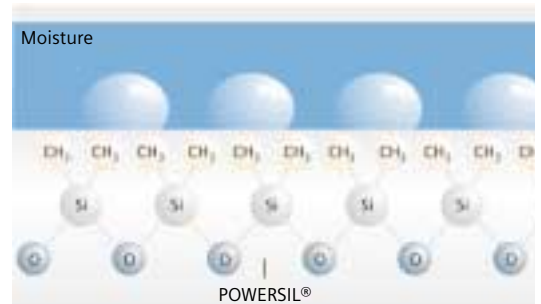 Moisture
CH₃ CH₃ CH₃ CH₃ CH₃ CH₃ CH₃ CH₃ CH₃ CH₃
Si Si Si Si Si
O O O O O O
POWERSIL®